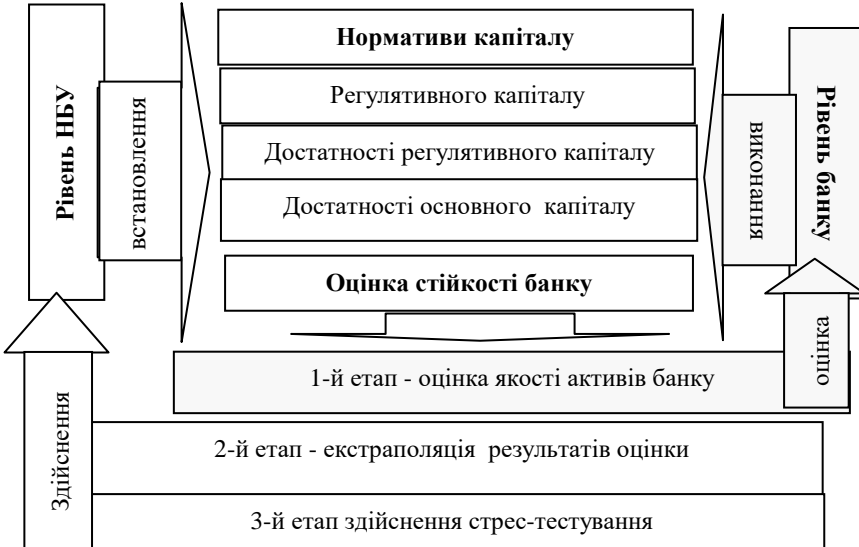 Рівень НБУ
встановлення
Нормативи капіталу
Регулятивного капіталу
Достатності регулятивного капіталу
Достатності основного капіталу
Оцінка стійкості банку
виконання
Рівень банку
оцінка
Здійснення
1-й етап - оцінка якості активів банку
2-й етап - екстраполяція результатів оцінки
3-й етап здійснення стрес-тестування